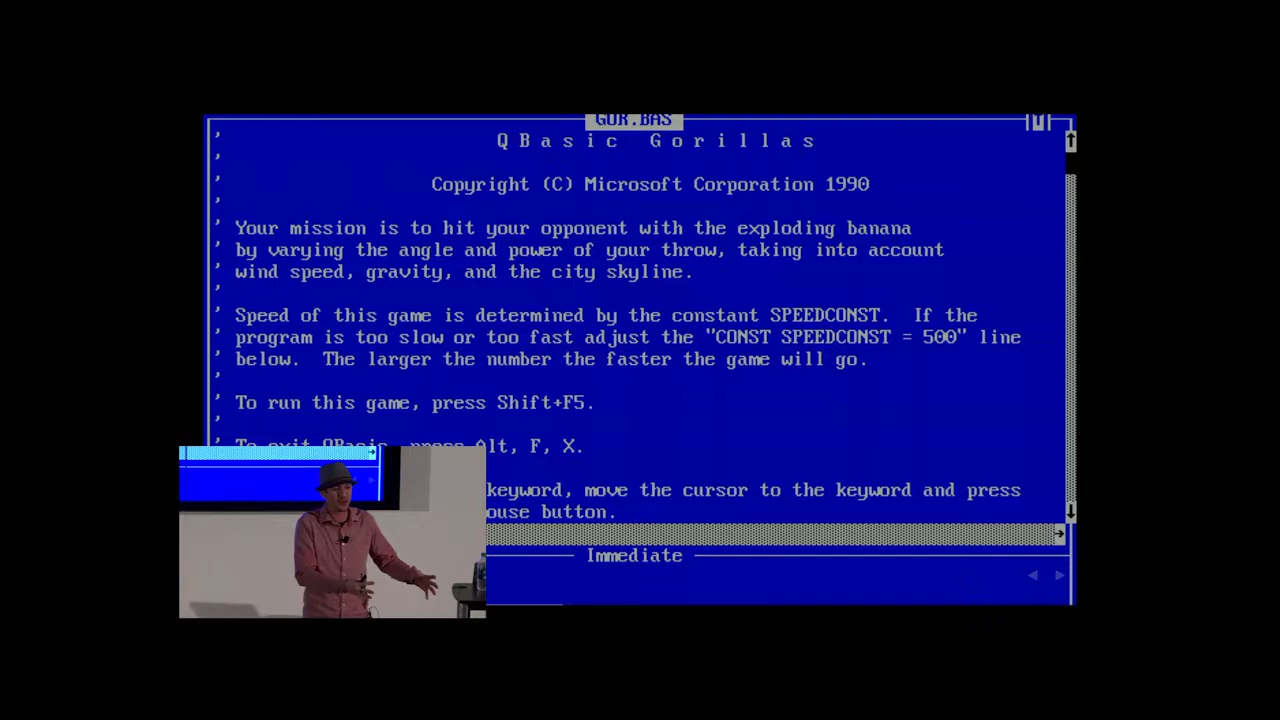 GOR.BAS
Q B a s i c   G o r i l l a s
Copyright (C) Microsoft Corporation 1990
Your mission is to hit your opponent with the exploding banana
by varying the angle and power of your throw, taking into account
wind speed, gravity, and the city skyline.
Speed of this game is determined by the constant SPEEDCONST.  If the
program is too slow or too fast adjust the "CONST SPEEDCONST = 500" line
below.  The larger the number the faster the game will go.
To run this game, press Shift+F5.
To exit QBasic, press Alt, F, X.
keyword, move the cursor to the keyword and press
ouse button.
Immediate